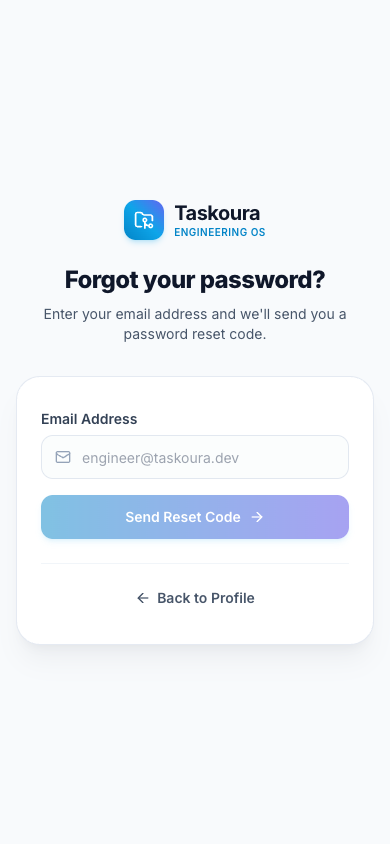 Taskoura
ENGINEERING OS
Forgot your password?
Enter your email address and we'll send you a
password reset code.
Email Address
engineer@taskoura.dev
Send Reset Code
Back to Profile